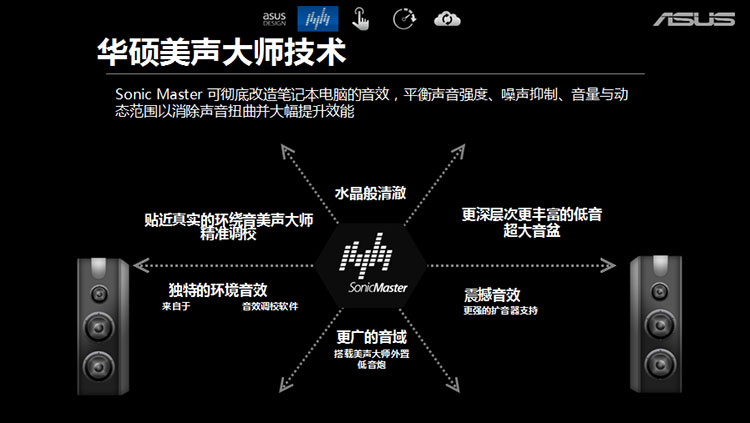 asus
DESIGN
ASUS
华硕美声大师技术
Sonic Master 可彻底改造笔记本电脑的音效，平衡声音强度、噪声抑制、音量与动
态范围以消除声音扭曲并大幅提升效能
水晶般清澈
贴近真实的环绕音美声大师
精准调校
更深层次更丰富的低音
超大音盆
SonicMaster
独特的环境音效
来自于 音效调校软件
震撼音效
更强的扩音器支持
更广的音域
搭载美声大师外置
低音炮